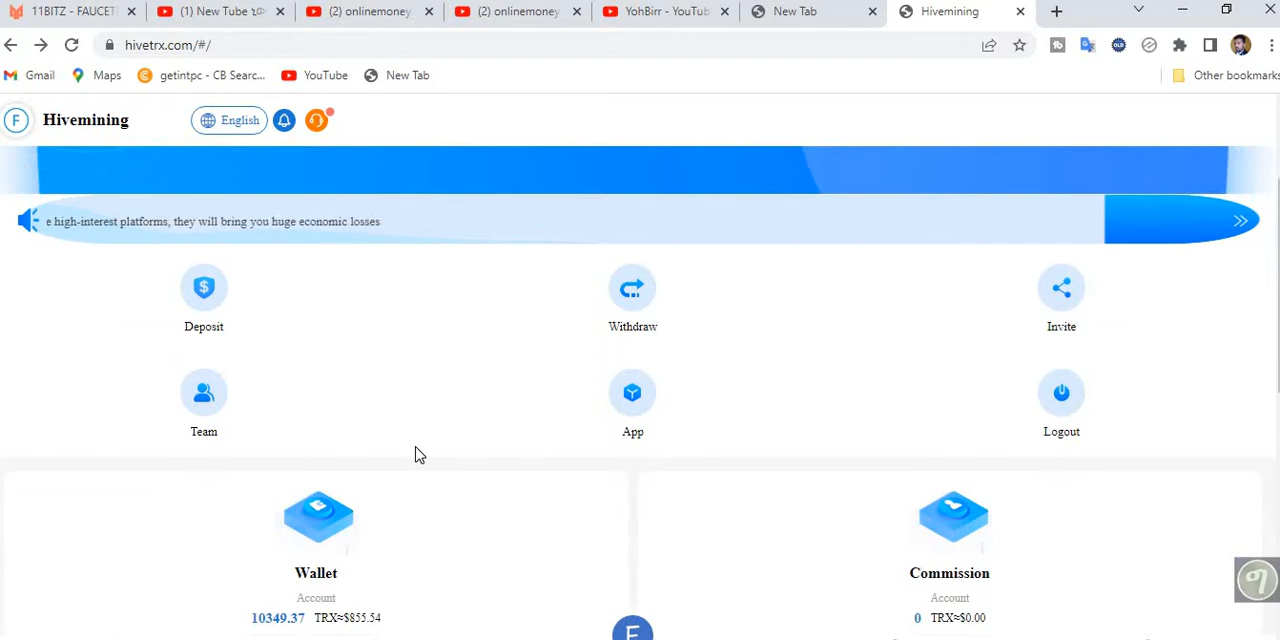 11BITZ - FAUCET
(1) New Tube
(2) onlinemoney
(2) onlinemoney
YohBirr - YouTub
New Tab
Hivemining
hivetrx.com/#/
Gmail
Maps
getintpc - CB Searc...
YouTube
New Tab
Other bookmarks
F
Hivemining
English
e high-interest platforms, they will bring you huge economic losses
Deposit
Withdraw
Invite
Team
App
Logout
Wallet
Commission
Account
Account
10349.37 TRX≈$855.54
0 TRX≈$0.00